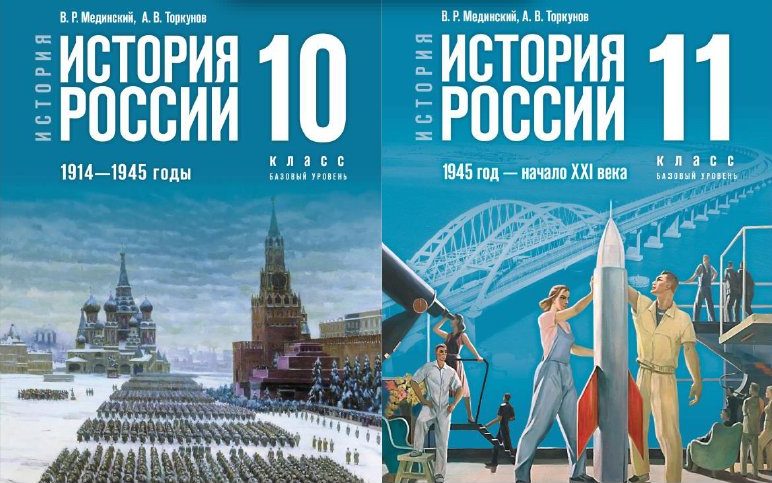 В. Р. Мединский, А. В. Торкунов
ИСТОРИЯ
ИСТОРИЯ
РОССИИ
10
КЛАСС
БАЗОВЫЙ УРОВЕНЬ
1914—1945 годы
В. Р. Мединский, А. В. Торкунов
ИСТОРИЯ
ИСТОРИЯ
РОССИИ
11
КЛАСС
БАЗОВЫЙ УРОВЕНЬ
1945 год — начало XXI века